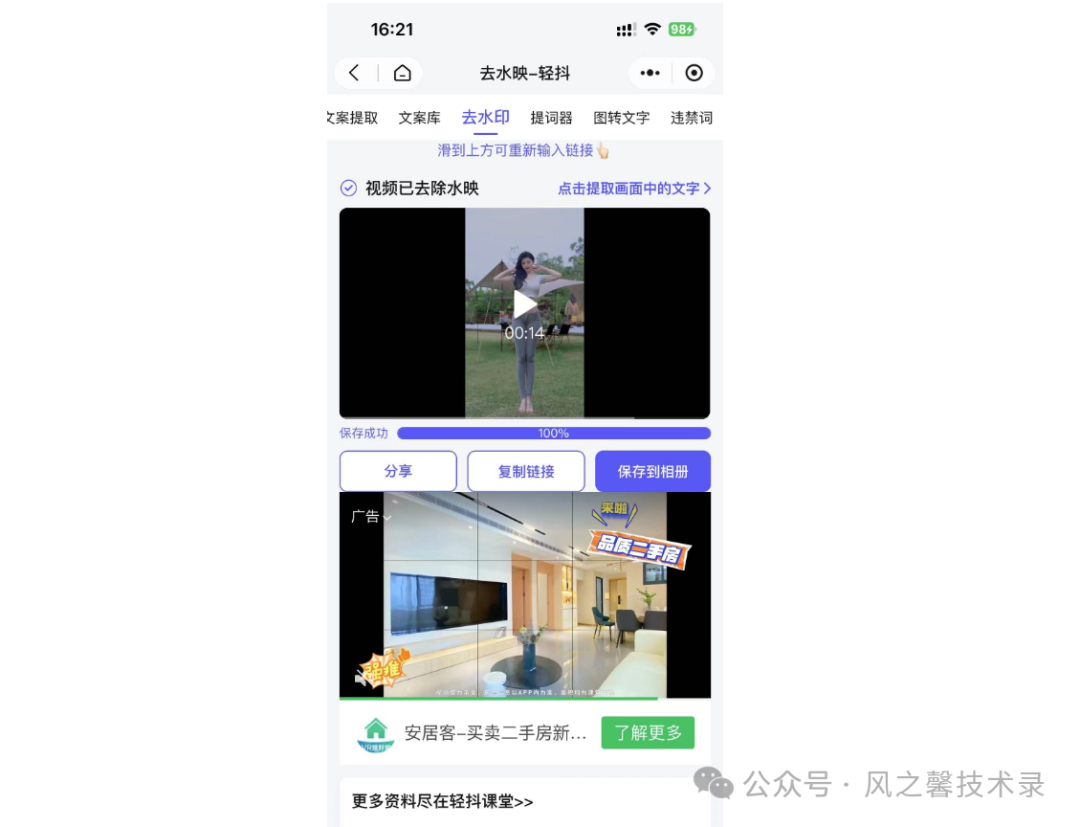 16:21
98
去水映-轻抖
文案提取 文案库 去水印 提词器 图转文字 违禁词
滑到上方可重新输入链接
视频已去除水映 点击提取画面中的文字
00:14
保存成功 100%
分享 复制链接 保存到相册
广告
来啦
品质二手房
强推
安居客-买卖二手房新... 了解更多
公众号 · 风之馨技术录
更多资料尽在轻抖课堂>>